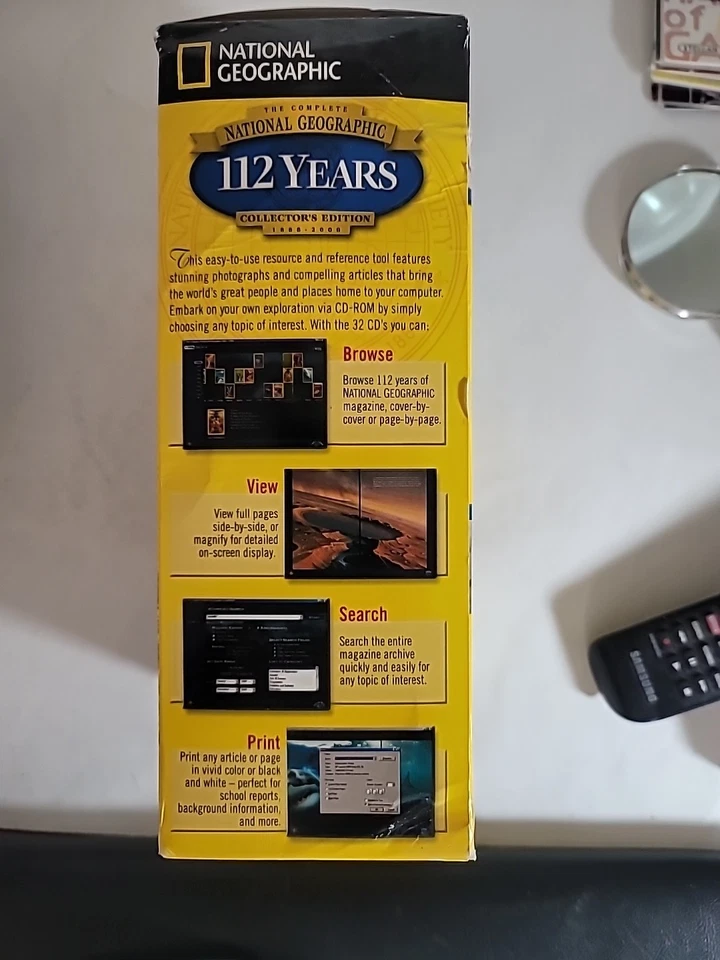 NATIONAL
GEOGRAPHIC
THE COMPLETE
NATIONAL GEOGRAPHIC
112 YEARS
COLLECTOR'S EDITION
1888-2000
This easy-to-use resource and reference tool features
stunning photographs and compelling articles that bring
the world's great people and places home to your computer.
Embark on your own exploration via CD-ROM by simply
choosing any topic of interest. With the 32 CD's you can:
Browse
Browse 112 years of
NATIONAL GEOGRAPHIC
magazine, cover-by-
cover or page-by-page.
View
View full pages
side-by-side, or
magnify for detailed
on-screen display.
Search
Search the entire
magazine archive
quickly and easily for
any topic of interest.
Print
Print any article or page
in vivid color or black
and white – perfect for
school reports,
background information,
and more.
of
SAMSUNG